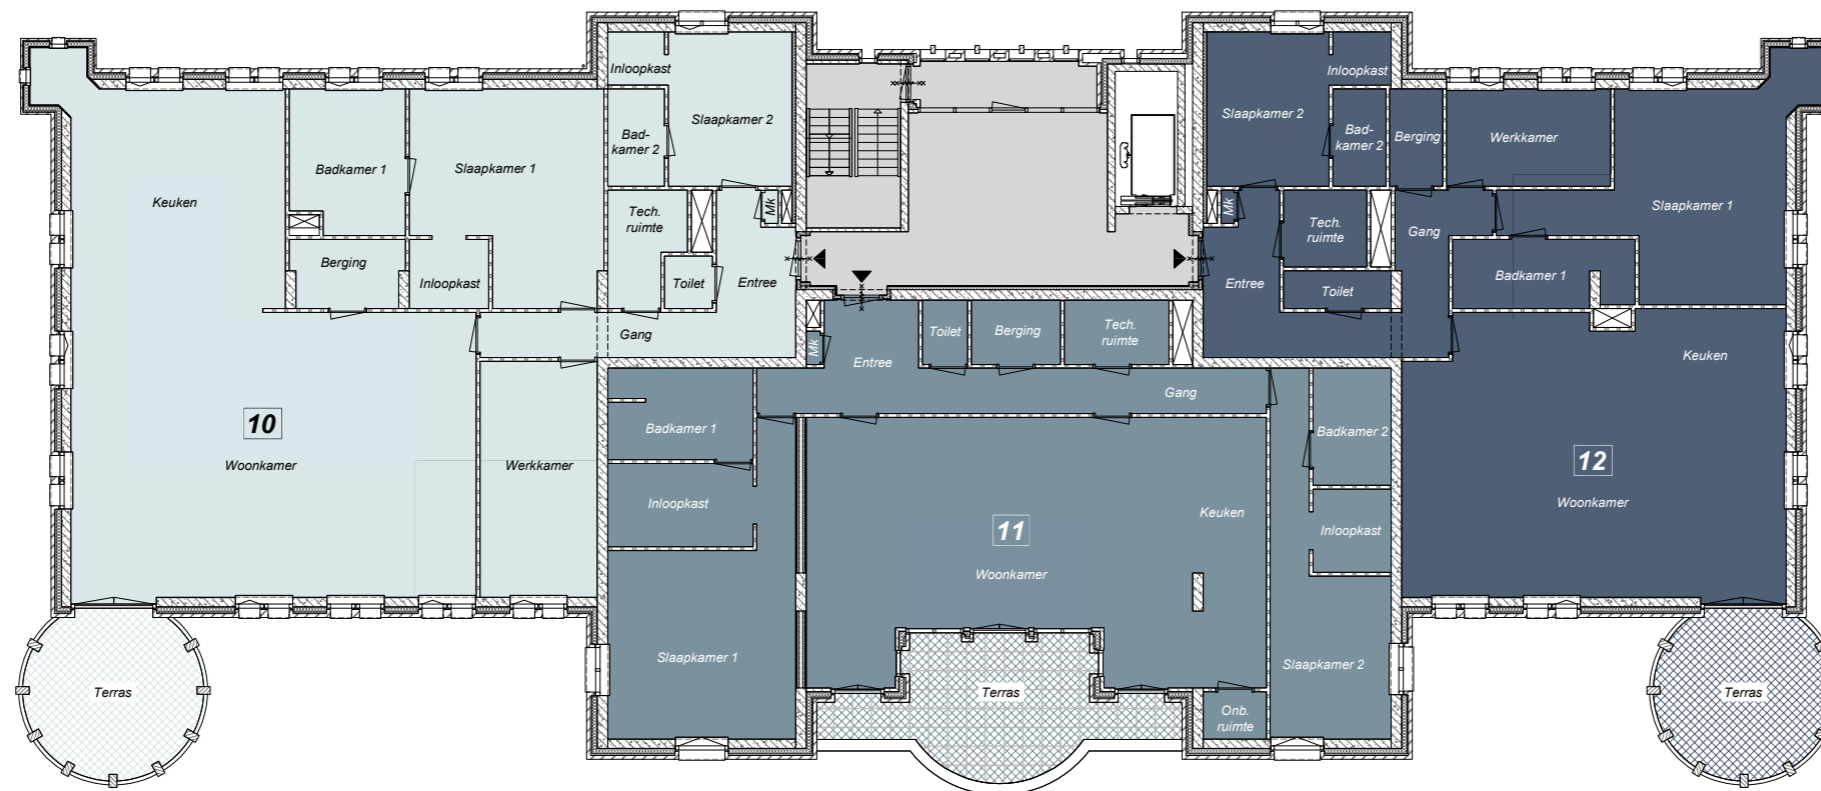 Inloopkast
Slaapkamer 2
Bad-
kamer 2
Badkamer 1
Slaapkamer 1
Keuken
Tech.
ruimte
Mk
Berging
Inloopkast
Toilet
Entree
Gang
10
Woonkamer
Werkkamer
Terras
Mk
Entree
Toilet
Berging
Tech.
ruimte
Gang
Badkamer 1
Inloopkast
Slaapkamer 1
11
Woonkamer
Keuken
Badkamer 2
Inloopkast
Slaapkamer 2
Onb.
ruimte
Terras
Inloopkast
Slaapkamer 2
Bad-
kamer 2
Berging
Werkkamer
Mk
Tech.
ruimte
Gang
Slaapkamer 1
Entree
Toilet
Badkamer 1
Keuken
12
Woonkamer
Terras